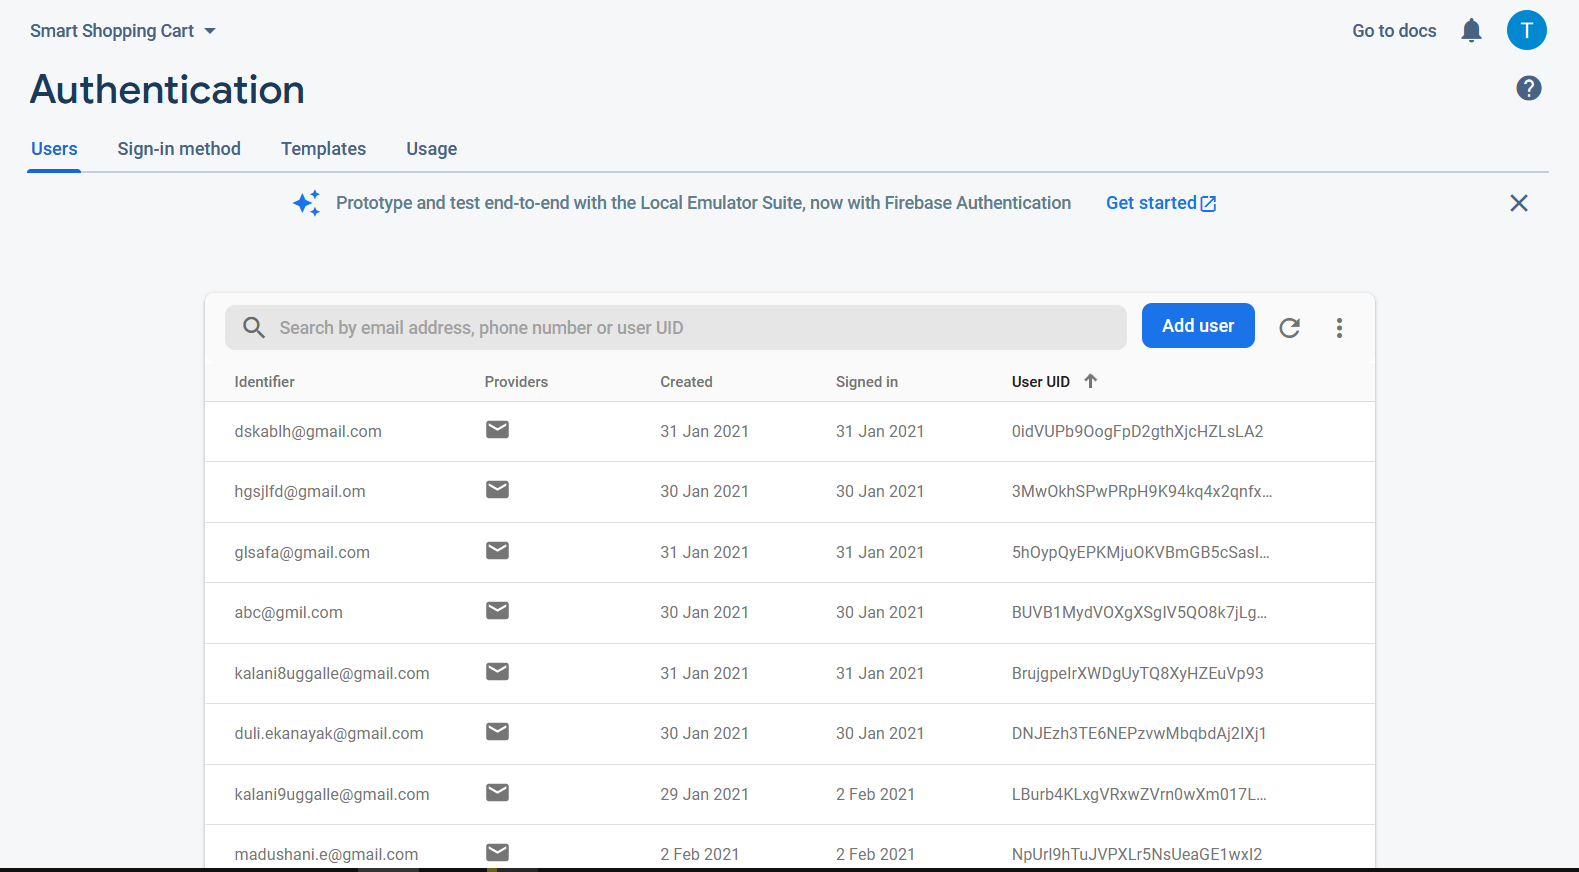 Smart Shopping Cart
Go to docs
T
Authentication
?
Users Sign-in method Templates Usage
Prototype and test end-to-end with the Local Emulator Suite, now with Firebase Authentication Get started
Search by email address, phone number or user UID
Add user
Identifier Providers Created Signed in User UID
dskablh@gmail.com 31 Jan 2021 31 Jan 2021 0idVUPb9OogFpD2gthXjcHZLsLA2
hgsjlfd@gmail.om 30 Jan 2021 30 Jan 2021 3MwOkhSPwPRpH9K94kq4x2qnfx...
glsafa@gmail.com 31 Jan 2021 31 Jan 2021 5hOypQyEPKMjuOKVBmGB5cSasI...
abc@gmil.com 30 Jan 2021 30 Jan 2021 BUVB1MydVOXgXSgIV5QO8k7jLg...
kalani8uggalle@gmail.com 31 Jan 2021 31 Jan 2021 BrujgpeIrXWDgUyTQ8XyHZEuVp93
duli.ekanayak@gmail.com 30 Jan 2021 30 Jan 2021 DNJEzh3TE6NEPzvwMbqbdAj2IXj1
kalani9uggalle@gmail.com 29 Jan 2021 2 Feb 2021 LBurb4KLxgVRxwZVrn0wXm017L...
madushani.e@gmail.com 2 Feb 2021 2 Feb 2021 NpUrI9hTuJVPXLr5NsUeaGE1wxI2